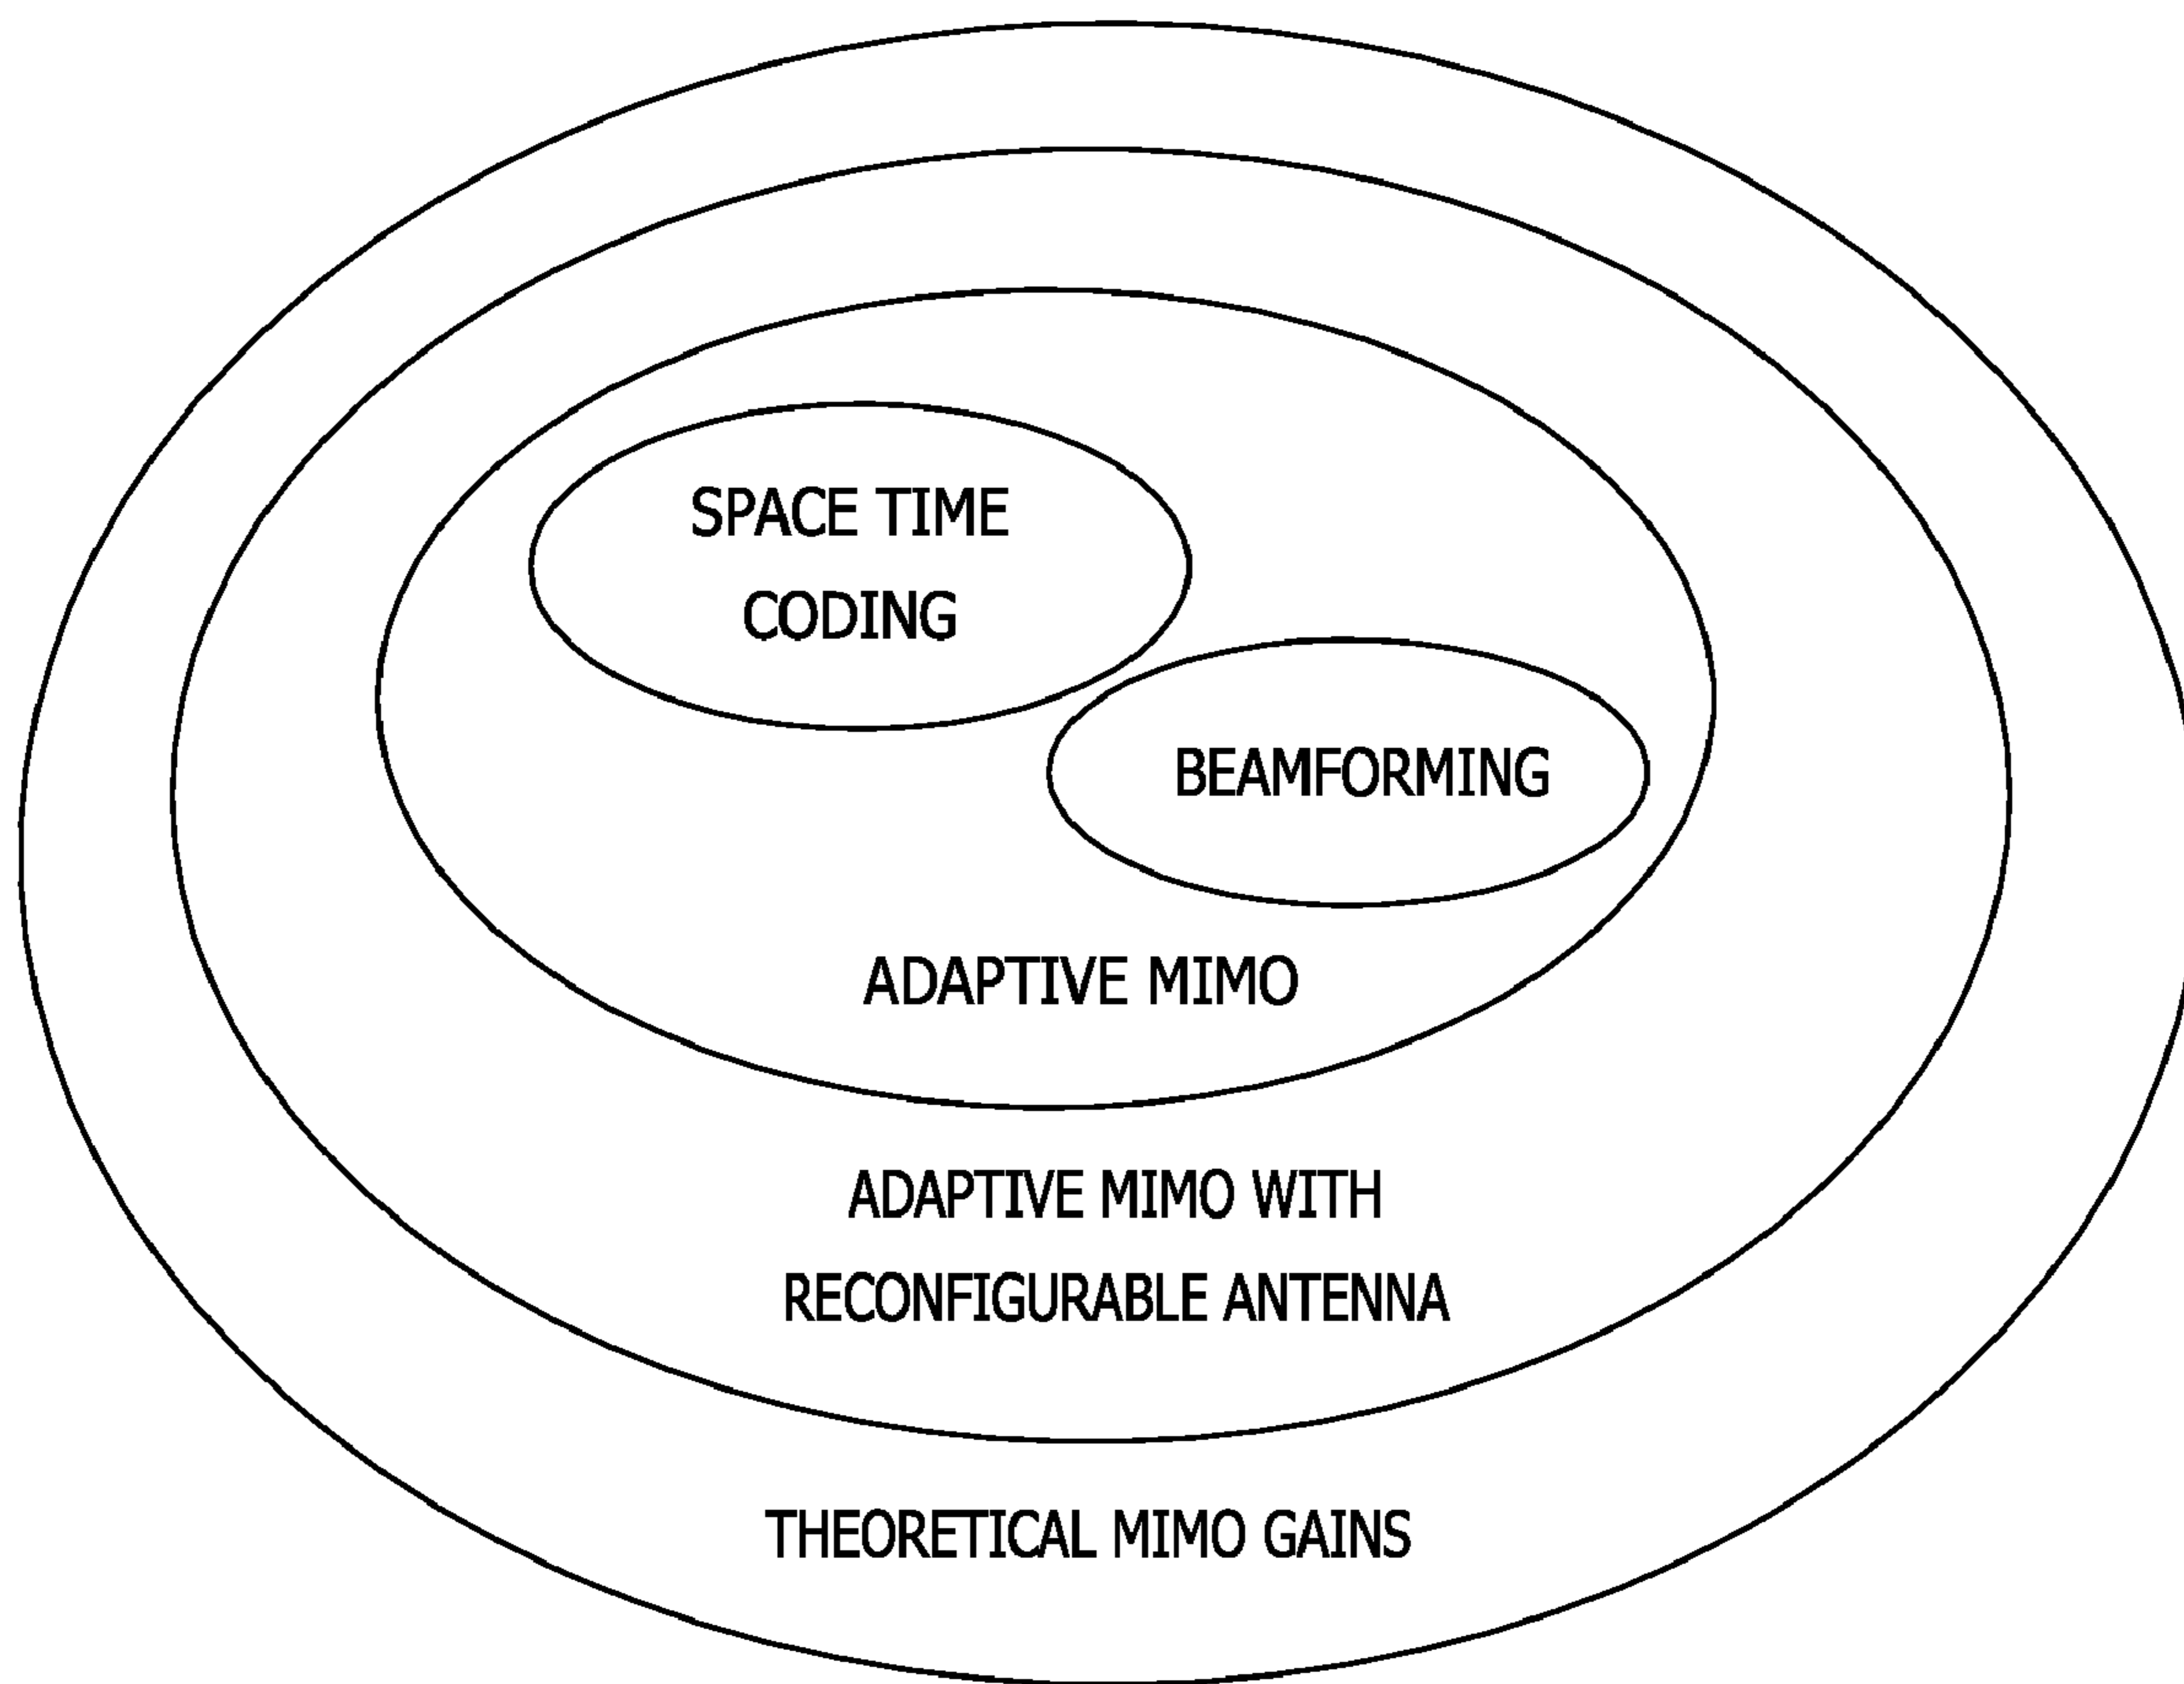 SPACE TIME
CODING
BEAMFORMING
ADAPTIVE MIMO
ADAPTIVE MIMO WITH
RECONFIGURABLE ANTENNA
THEORETICAL MIMO GAINS